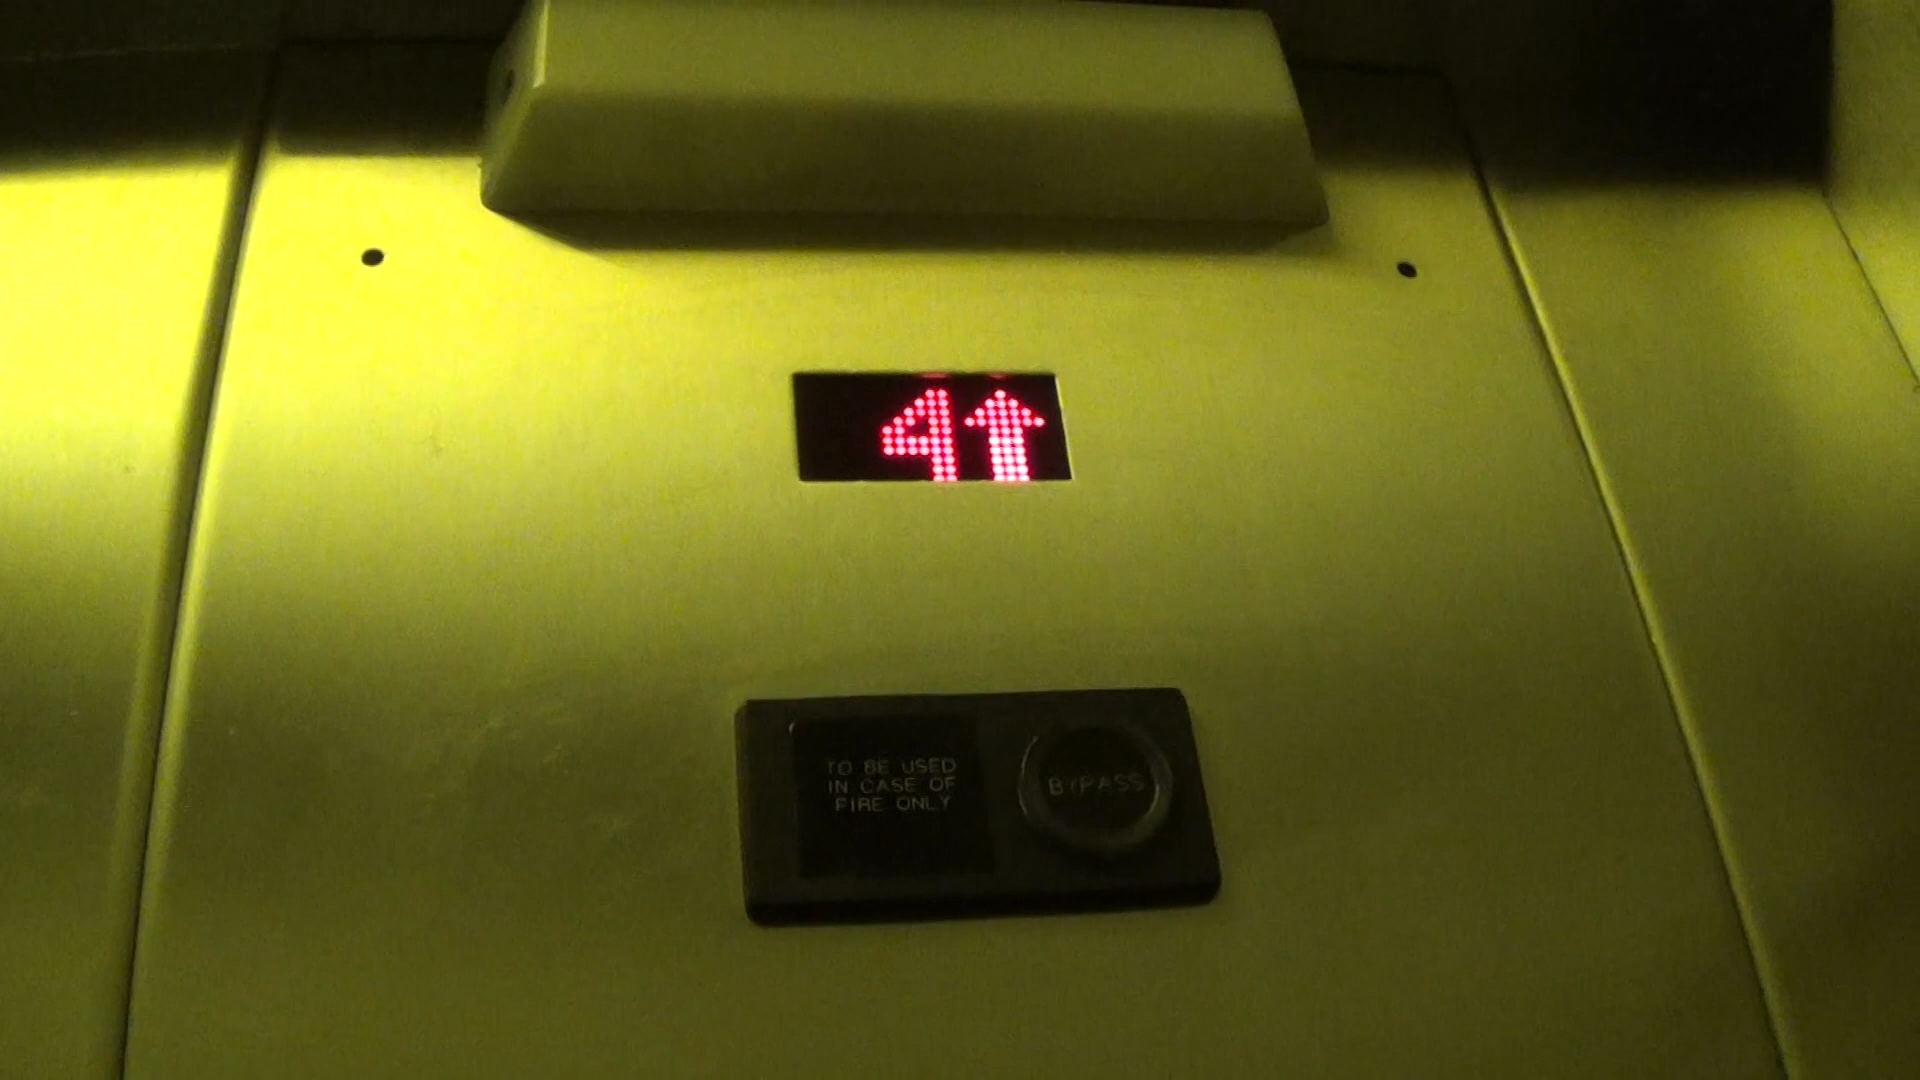 4↑
TO BE USED
IN CASE OF
FIRE ONLY
BYPASS